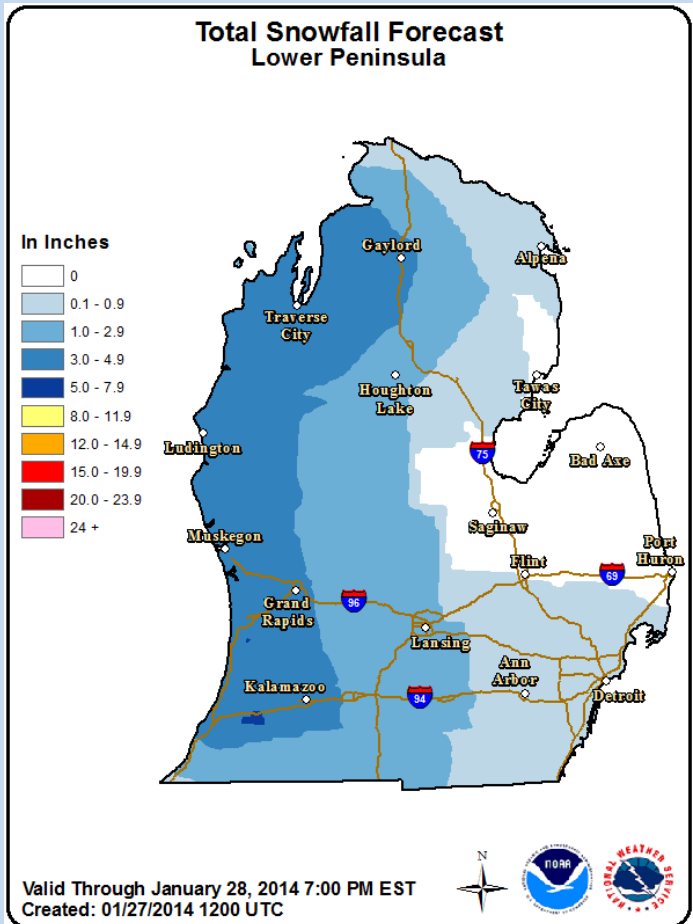 Total Snowfall Forecast
Lower Peninsula
In Inches
0
0.1 - 0.9
1.0 - 2.9
3.0 - 4.9
5.0 - 7.9
8.0 - 11.9
12.0 - 14.9
15.0 - 19.9
20.0 - 23.9
24 +
Gaylord
Alpena
Traverse
City
Houghton
Lake
Tawas
City
Ludington
75
Bad Axe
Saginaw
Muskegon
Flint
Port
Huron
69
Grand
Rapids
96
Lansing
Ann
Arbor
Kalamazoo
94
Detroit
N
NOAA
NATIONAL WEATHER
SERVICE
Valid Through January 28, 2014 7:00 PM EST
Created: 01/27/2014 1200 UTC